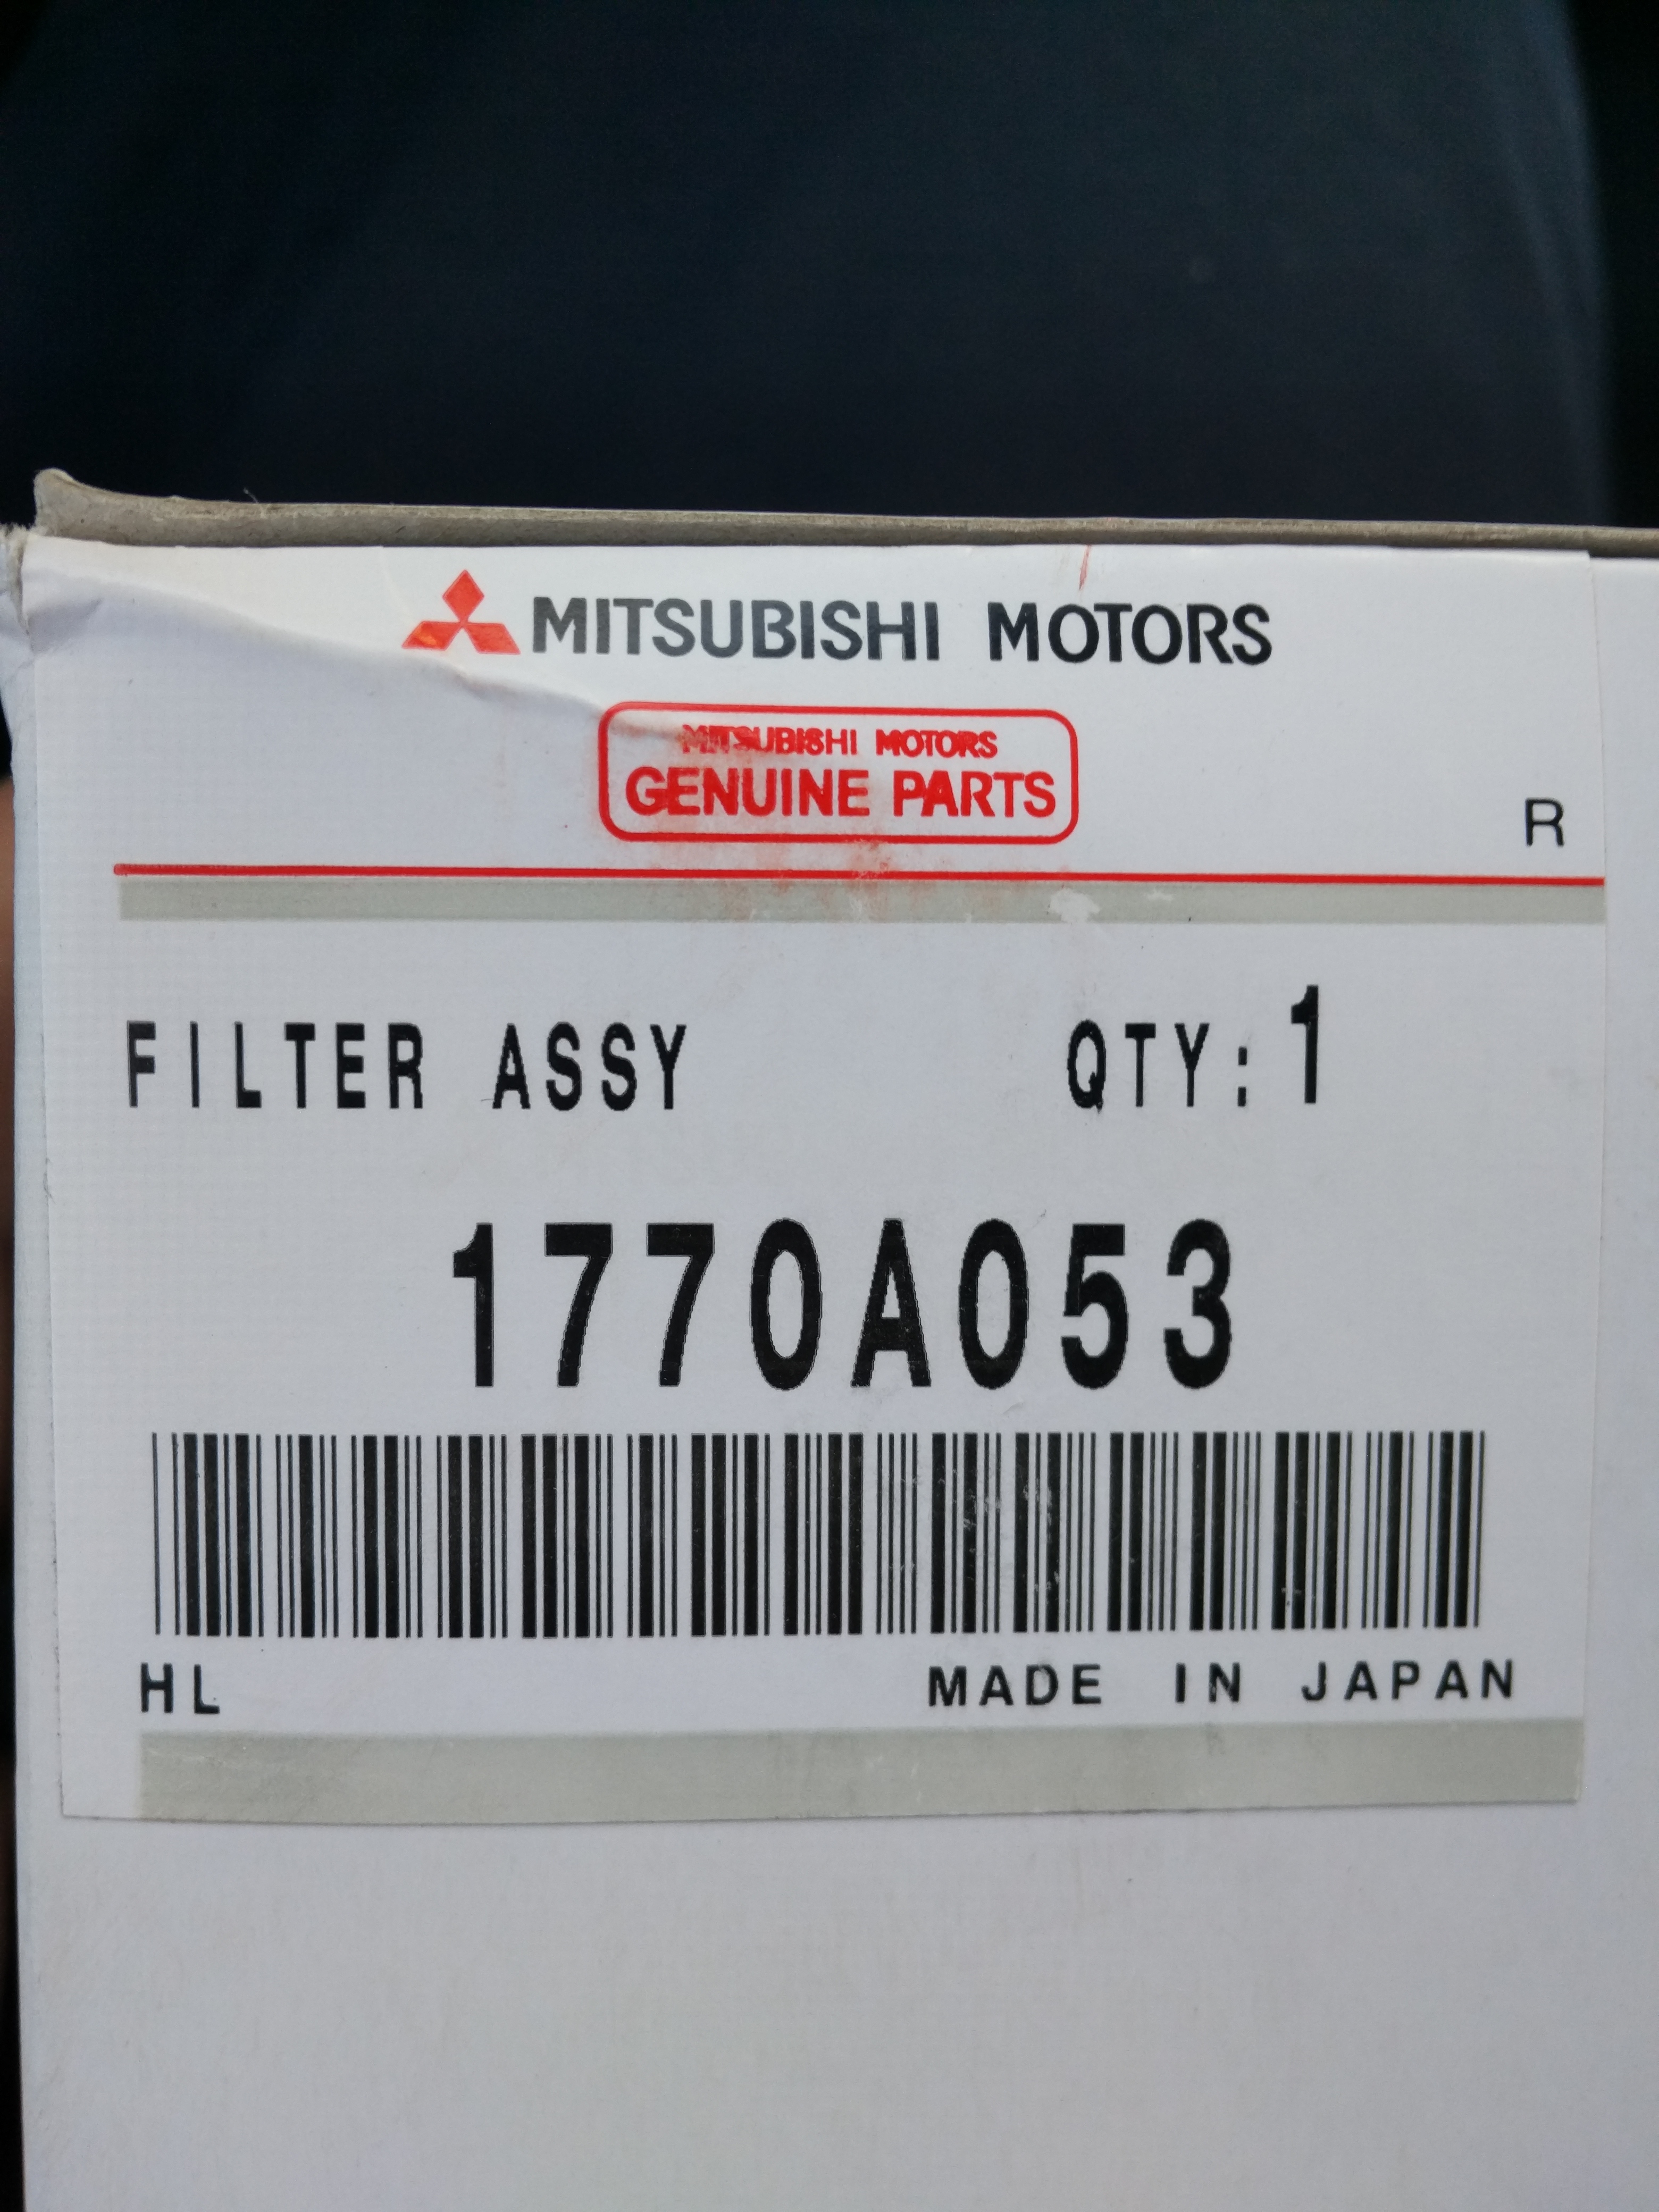 MITSUBISHI MOTORS
MITSUBISHI MOTORS
GENUINE PARTS
R
FILTER ASSY QTY: 1
1770A053
HL MADE IN JAPAN